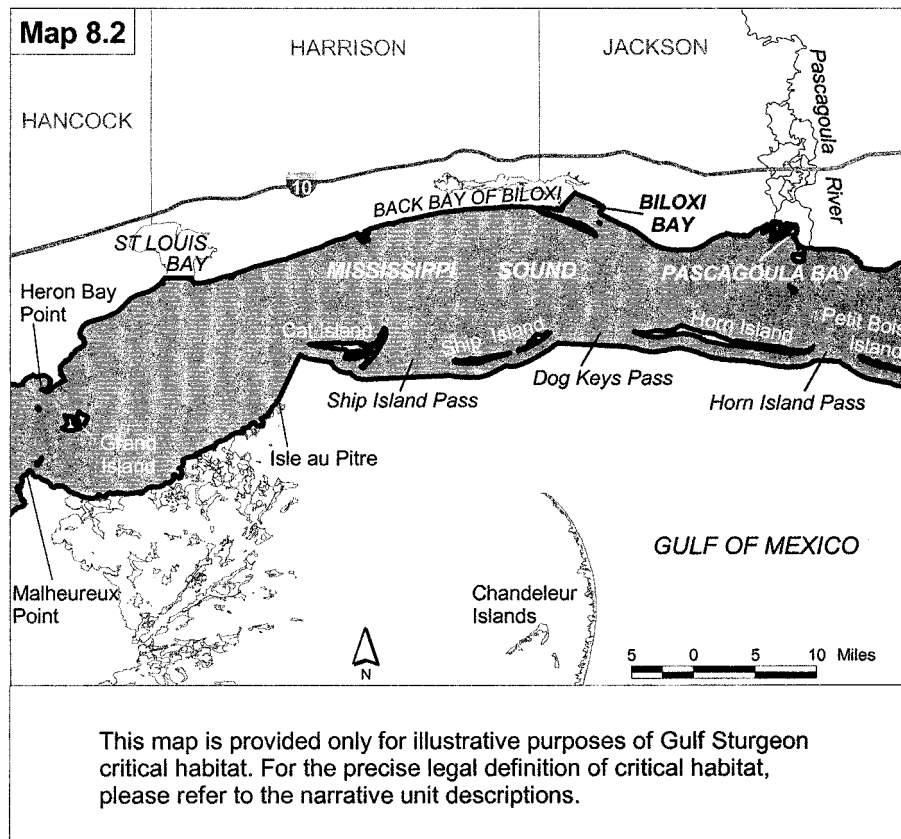 Map 8.2
HARRISON
JACKSON
HANCOCK
Pascagoula
River
10
BACK BAY OF BILOXI
BILOXI
BAY
ST LOUIS
BAY
MISSISSIPPI SOUND
PASCAGOULA BAY
Heron Bay
Point
Cat Island
Ship Island
Horn Island
Petit Bois
Island
Ship Island Pass
Dog Keys Pass
Horn Island Pass
Grand
Island
Isle au Pitre
GULF OF MEXICO
Malheureux
Point
Chandeleur
Islands
N
5 0 5 10 Miles
This map is provided only for illustrative purposes of Gulf Sturgeon
critical habitat. For the precise legal definition of critical habitat,
please refer to the narrative unit descriptions.